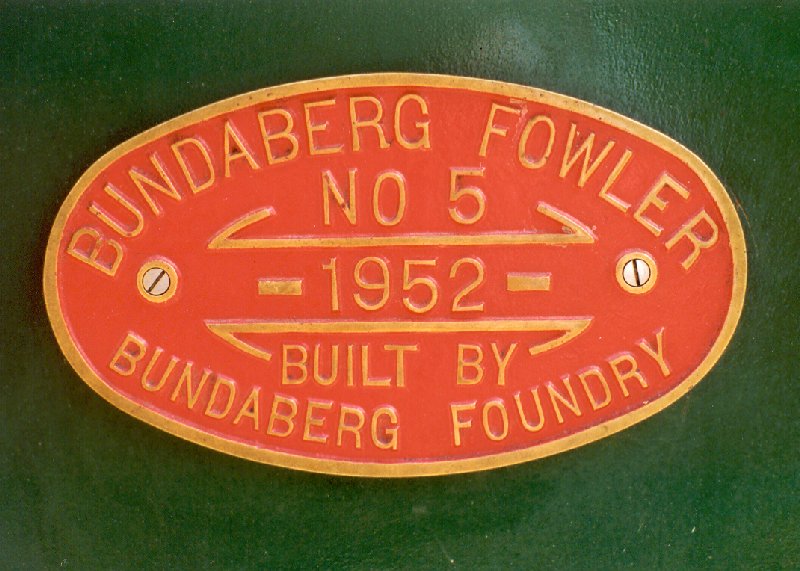 BUNDABERG FOWLER
NO 5
- 1952 -
BUILT BY
BUNDABERG FOUNDRY